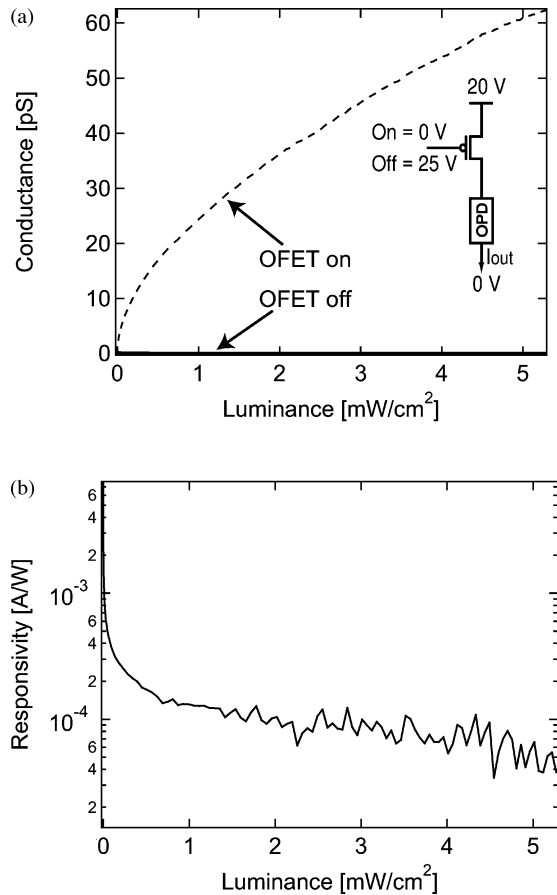 (a)
60
50
40
30
20
10
0
Conductance [pS]
20 V
On = 0 V
Off = 25 V
OPD
Iout
0 V
OFET on
OFET off
0
1
2
3
4
5
Luminance [mW/cm²]
(b)
6
4
2
10⁻³
6
4
2
10⁻⁴
6
4
2
Responsivity [A/W]
0
1
2
3
4
5
Luminance [mW/cm²]